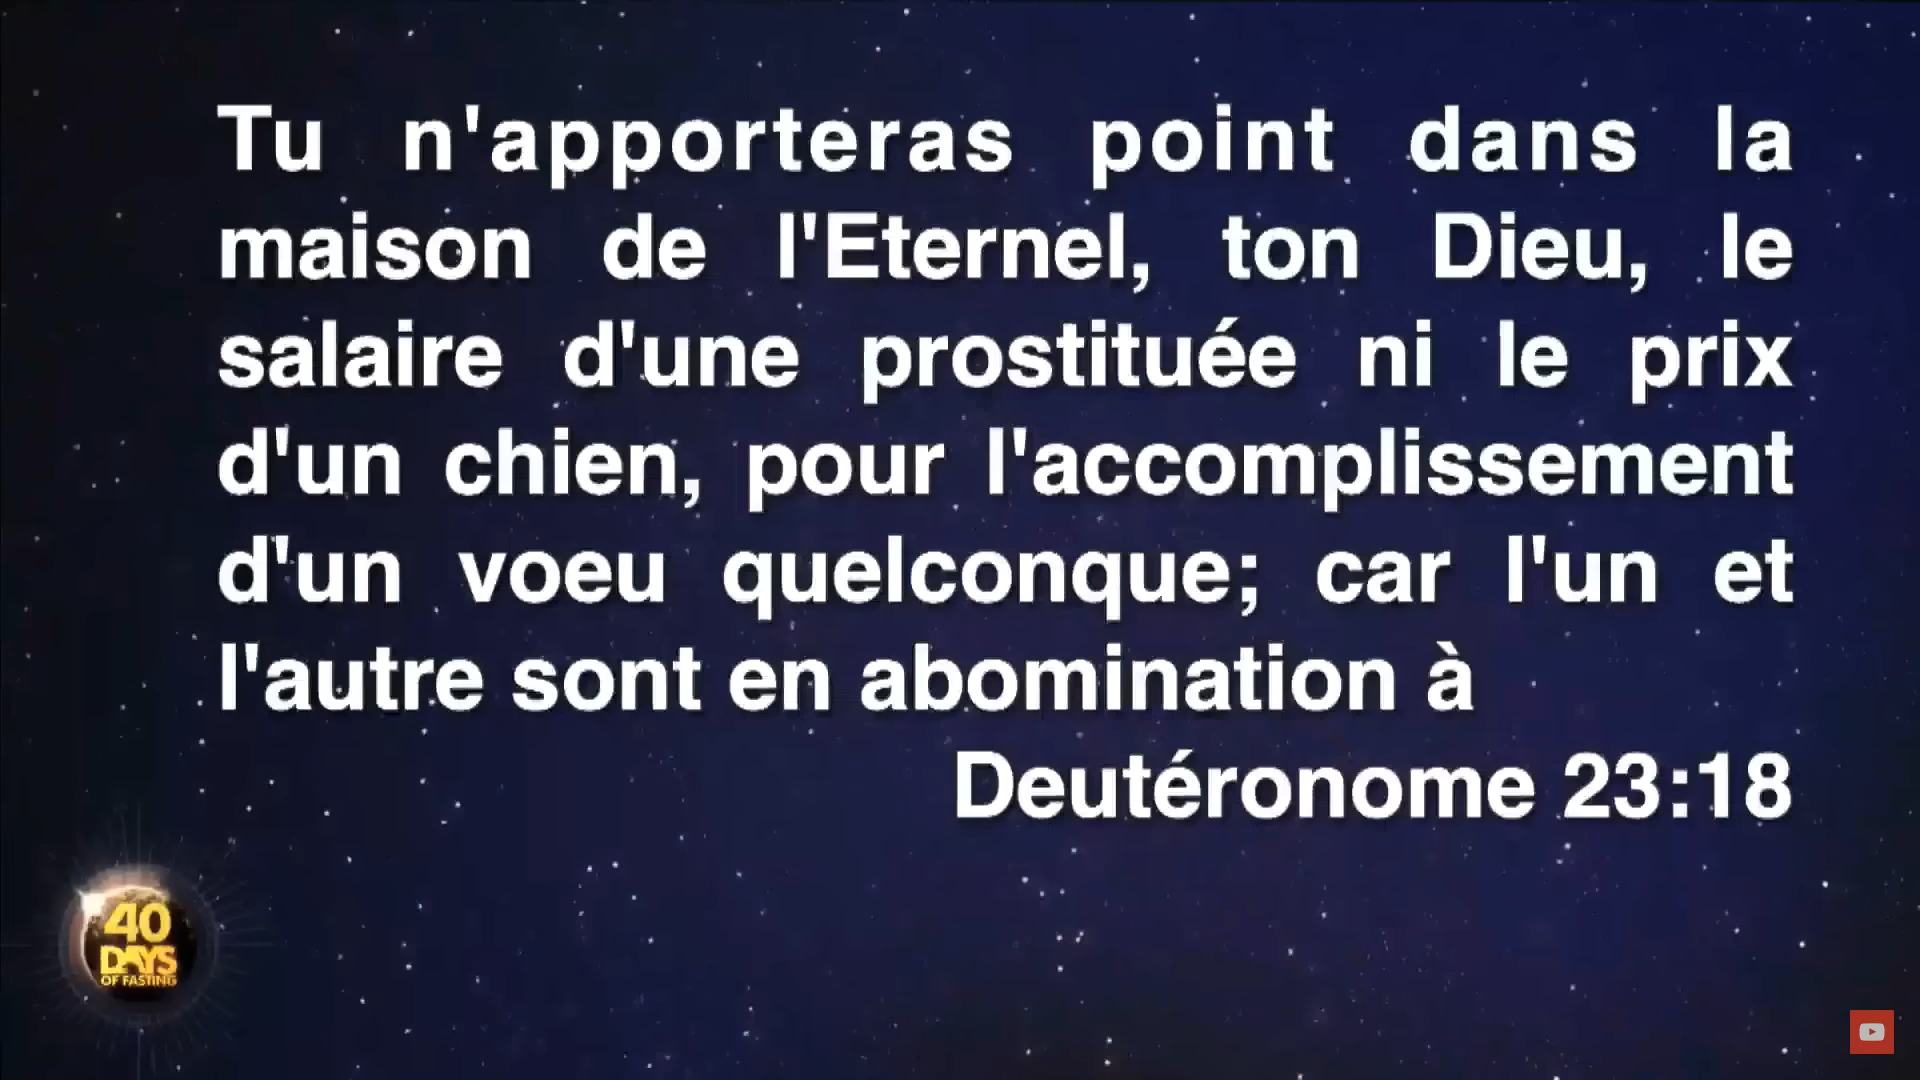 Tu n'apporteras point dans la
maison de l'Eternel, ton Dieu, le
salaire d'une prostituée ni le prix
d'un chien, pour l'accomplissement
d'un voeu quelconque; car l'un et
l'autre sont en abomination à
Deutéronome 23:18
40
DAYS
OF FASTING